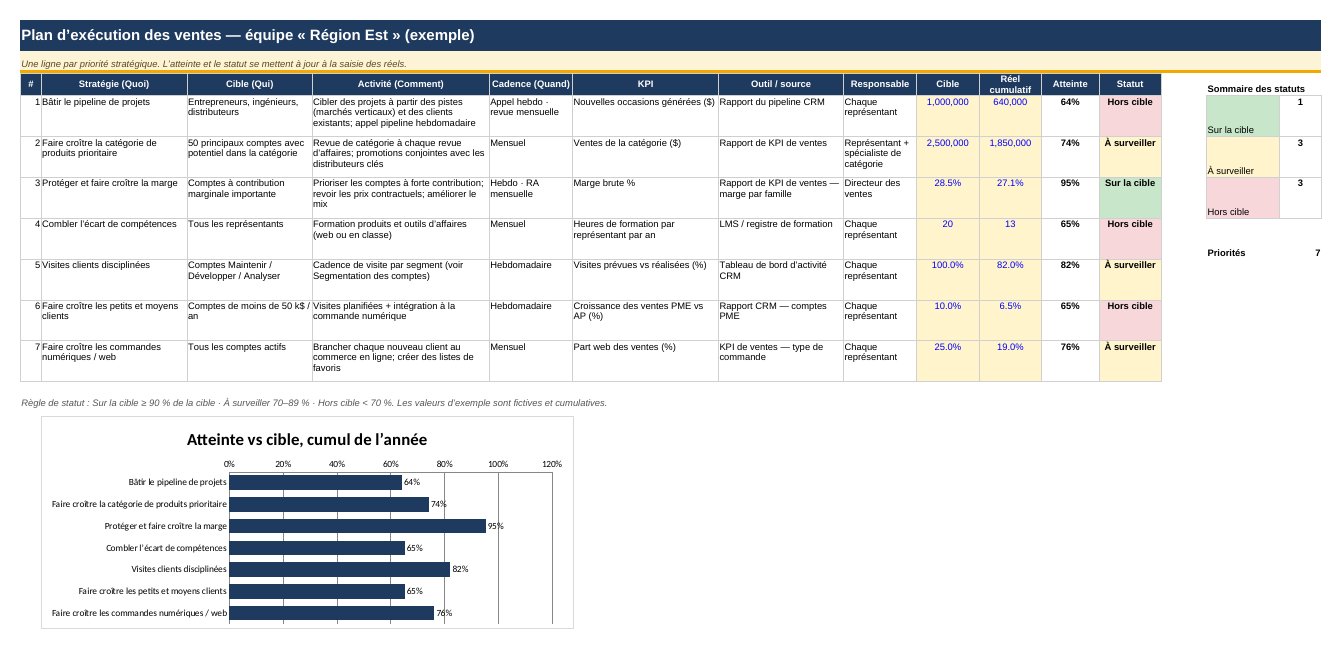 Plan d’exécution des ventes — équipe « Région Est » (exemple)
Une ligne par priorité stratégique. L’atteinte et le statut se mettent à jour à la saisie des réels.
# Stratégie (Quoi) Cible (Qui) Activité (Comment) Cadence (Quand) KPI Outil / source Responsable Cible Réel cumulatif Atteinte Statut
1 Bâtir le pipeline de projets
Entrepreneurs, ingénieurs,
distributeurs
Cibler des projets à partir des pistes
(marchés verticaux) et des clients
existants; appel pipeline hebdomadaire
Appel hebdo ·
revue mensuelle
Nouvelles occasions générées ($)
Rapport du pipeline CRM
Chaque
représentant
1,000,000 640,000 64% Hors cible
2 Faire croître la catégorie de
produits prioritaire
50 principaux comptes avec
potentiel dans la catégorie
Revue de catégorie à chaque revue
d’affaires; promotions conjointes avec les
distributeurs clés
Mensuel
Ventes de la catégorie ($)
Rapport de KPI de ventes
Représentant +
spécialiste de
catégorie
2,500,000 1,850,000 74% À surveiller
3 Protéger et faire croître la marge
Comptes à contribution
marginale importante
Prioriser les comptes à forte contribution;
revoir les prix contractuels; améliorer le
mix
Hebdo · RA
mensuelle
Marge brute %
Rapport de KPI de ventes —
marge par famille
Directeur des
ventes
28.5% 27.1% 95% Sur la cible
4 Combler l’écart de compétences
Tous les représentants
Formation produits et outils d’affaires
(web ou en classe)
Mensuel
Heures de formation par
représentant par an
LMS / registre de formation
Chaque
représentant
20 13 65% Hors cible
5 Visites clients disciplinées
Comptes Maintenir /
Développer / Analyser
Cadence de visite par segment (voir
Segmentation des comptes)
Hebdomadaire
Visites prévues vs réalisées (%)
Tableau de bord d’activité
CRM
Chaque
représentant
100.0% 82.0% 82% À surveiller
6 Faire croître les petits et moyens
clients
Comptes de moins de 50 k$ /
an
Visites planifiées + intégration à la
commande numérique
Hebdomadaire
Croissance des ventes PME vs
AP (%)
Rapport CRM — comptes
PME
Chaque
représentant
10.0% 6.5% 65% Hors cible
7 Faire croître les commandes
numériques / web
Tous les comptes actifs
Brancher chaque nouveau client au
commerce en ligne; créer des listes de
favoris
Mensuel
Part web des ventes (%)
KPI de ventes — type de
commande
Chaque
représentant
25.0% 19.0% 76% À surveiller
Sommaire des statuts
Sur la cible 1
À surveiller 3
Hors cible 3
Priorités 7
Règle de statut : Sur la cible ≥ 90 % de la cible · À surveiller 70–89 % · Hors cible < 70 %. Les valeurs d’exemple sont fictives et cumulatives.
Atteinte vs cible, cumul de l’année
0% 20% 40% 60% 80% 100% 120%
Bâtir le pipeline de projets 64%
Faire croître la catégorie de produits prioritaire 74%
Protéger et faire croître la marge 95%
Combler l’écart de compétences 65%
Visites clients disciplinées 82%
Faire croître les petits et moyens clients 65%
Faire croître les commandes numériques / web 76%